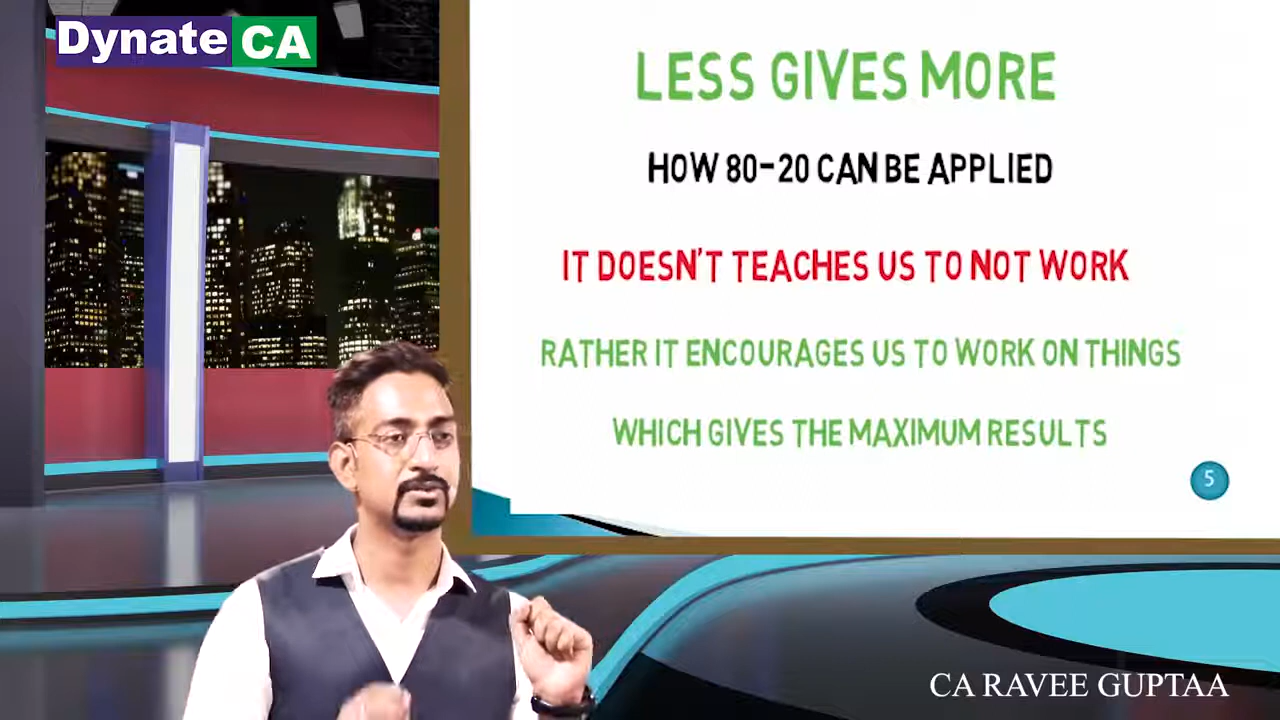 Dynate CA
LESS GIVES MORE
HOW 80-20 CAN BE APPLIED
IT DOESN'T TEACHES US TO NOT WORK
RATHER IT ENCOURAGES US TO WORK ON THINGS
WHICH GIVES THE MAXIMUM RESULTS
5
CA RAVEE GUPTAA